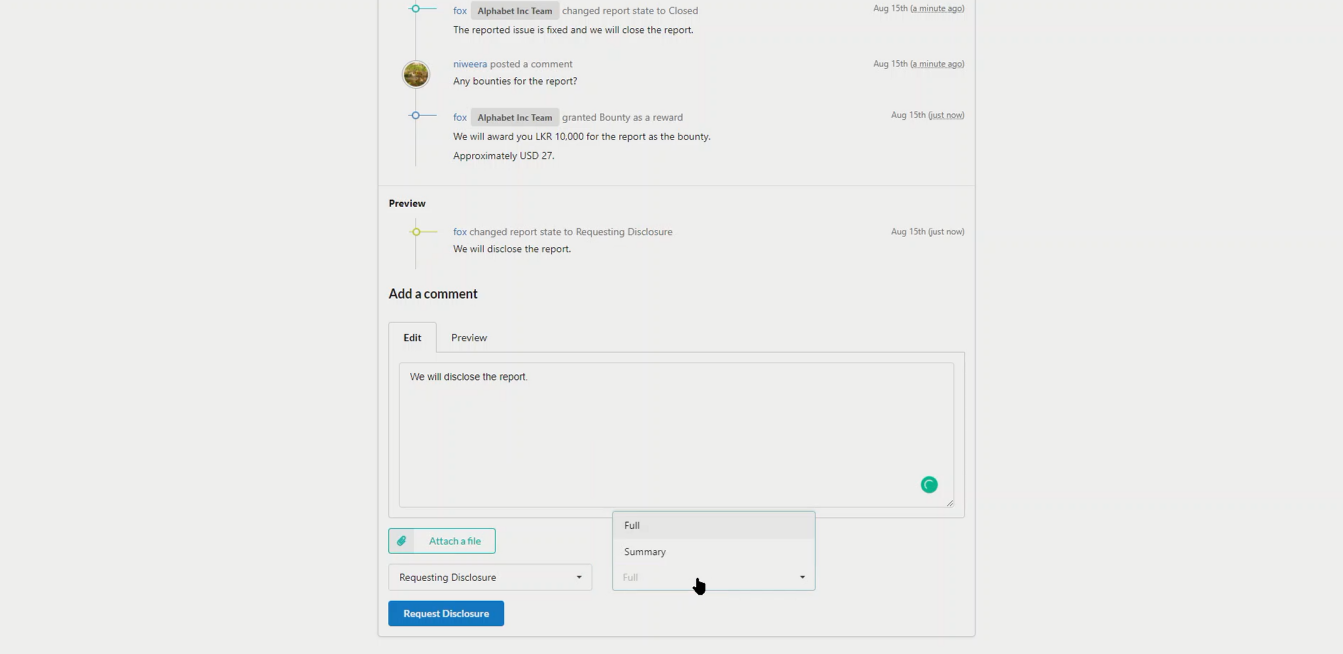 fox Alphabet Inc Team changed report state to Closed Aug 15th (a minute ago)
The reported issue is fixed and we will close the report.
niweera posted a comment Aug 15th (a minute ago)
Any bounties for the report?
fox Alphabet Inc Team granted Bounty as a reward Aug 15th (just now)
We will award you LKR 10,000 for the report as the bounty.
Approximately USD 27.
Preview
fox changed report state to Requesting Disclosure Aug 15th (just now)
We will disclose the report.
Add a comment
Edit Preview
We will disclose the report.
Full
Attach a file
Summary
Requesting Disclosure Full
Request Disclosure